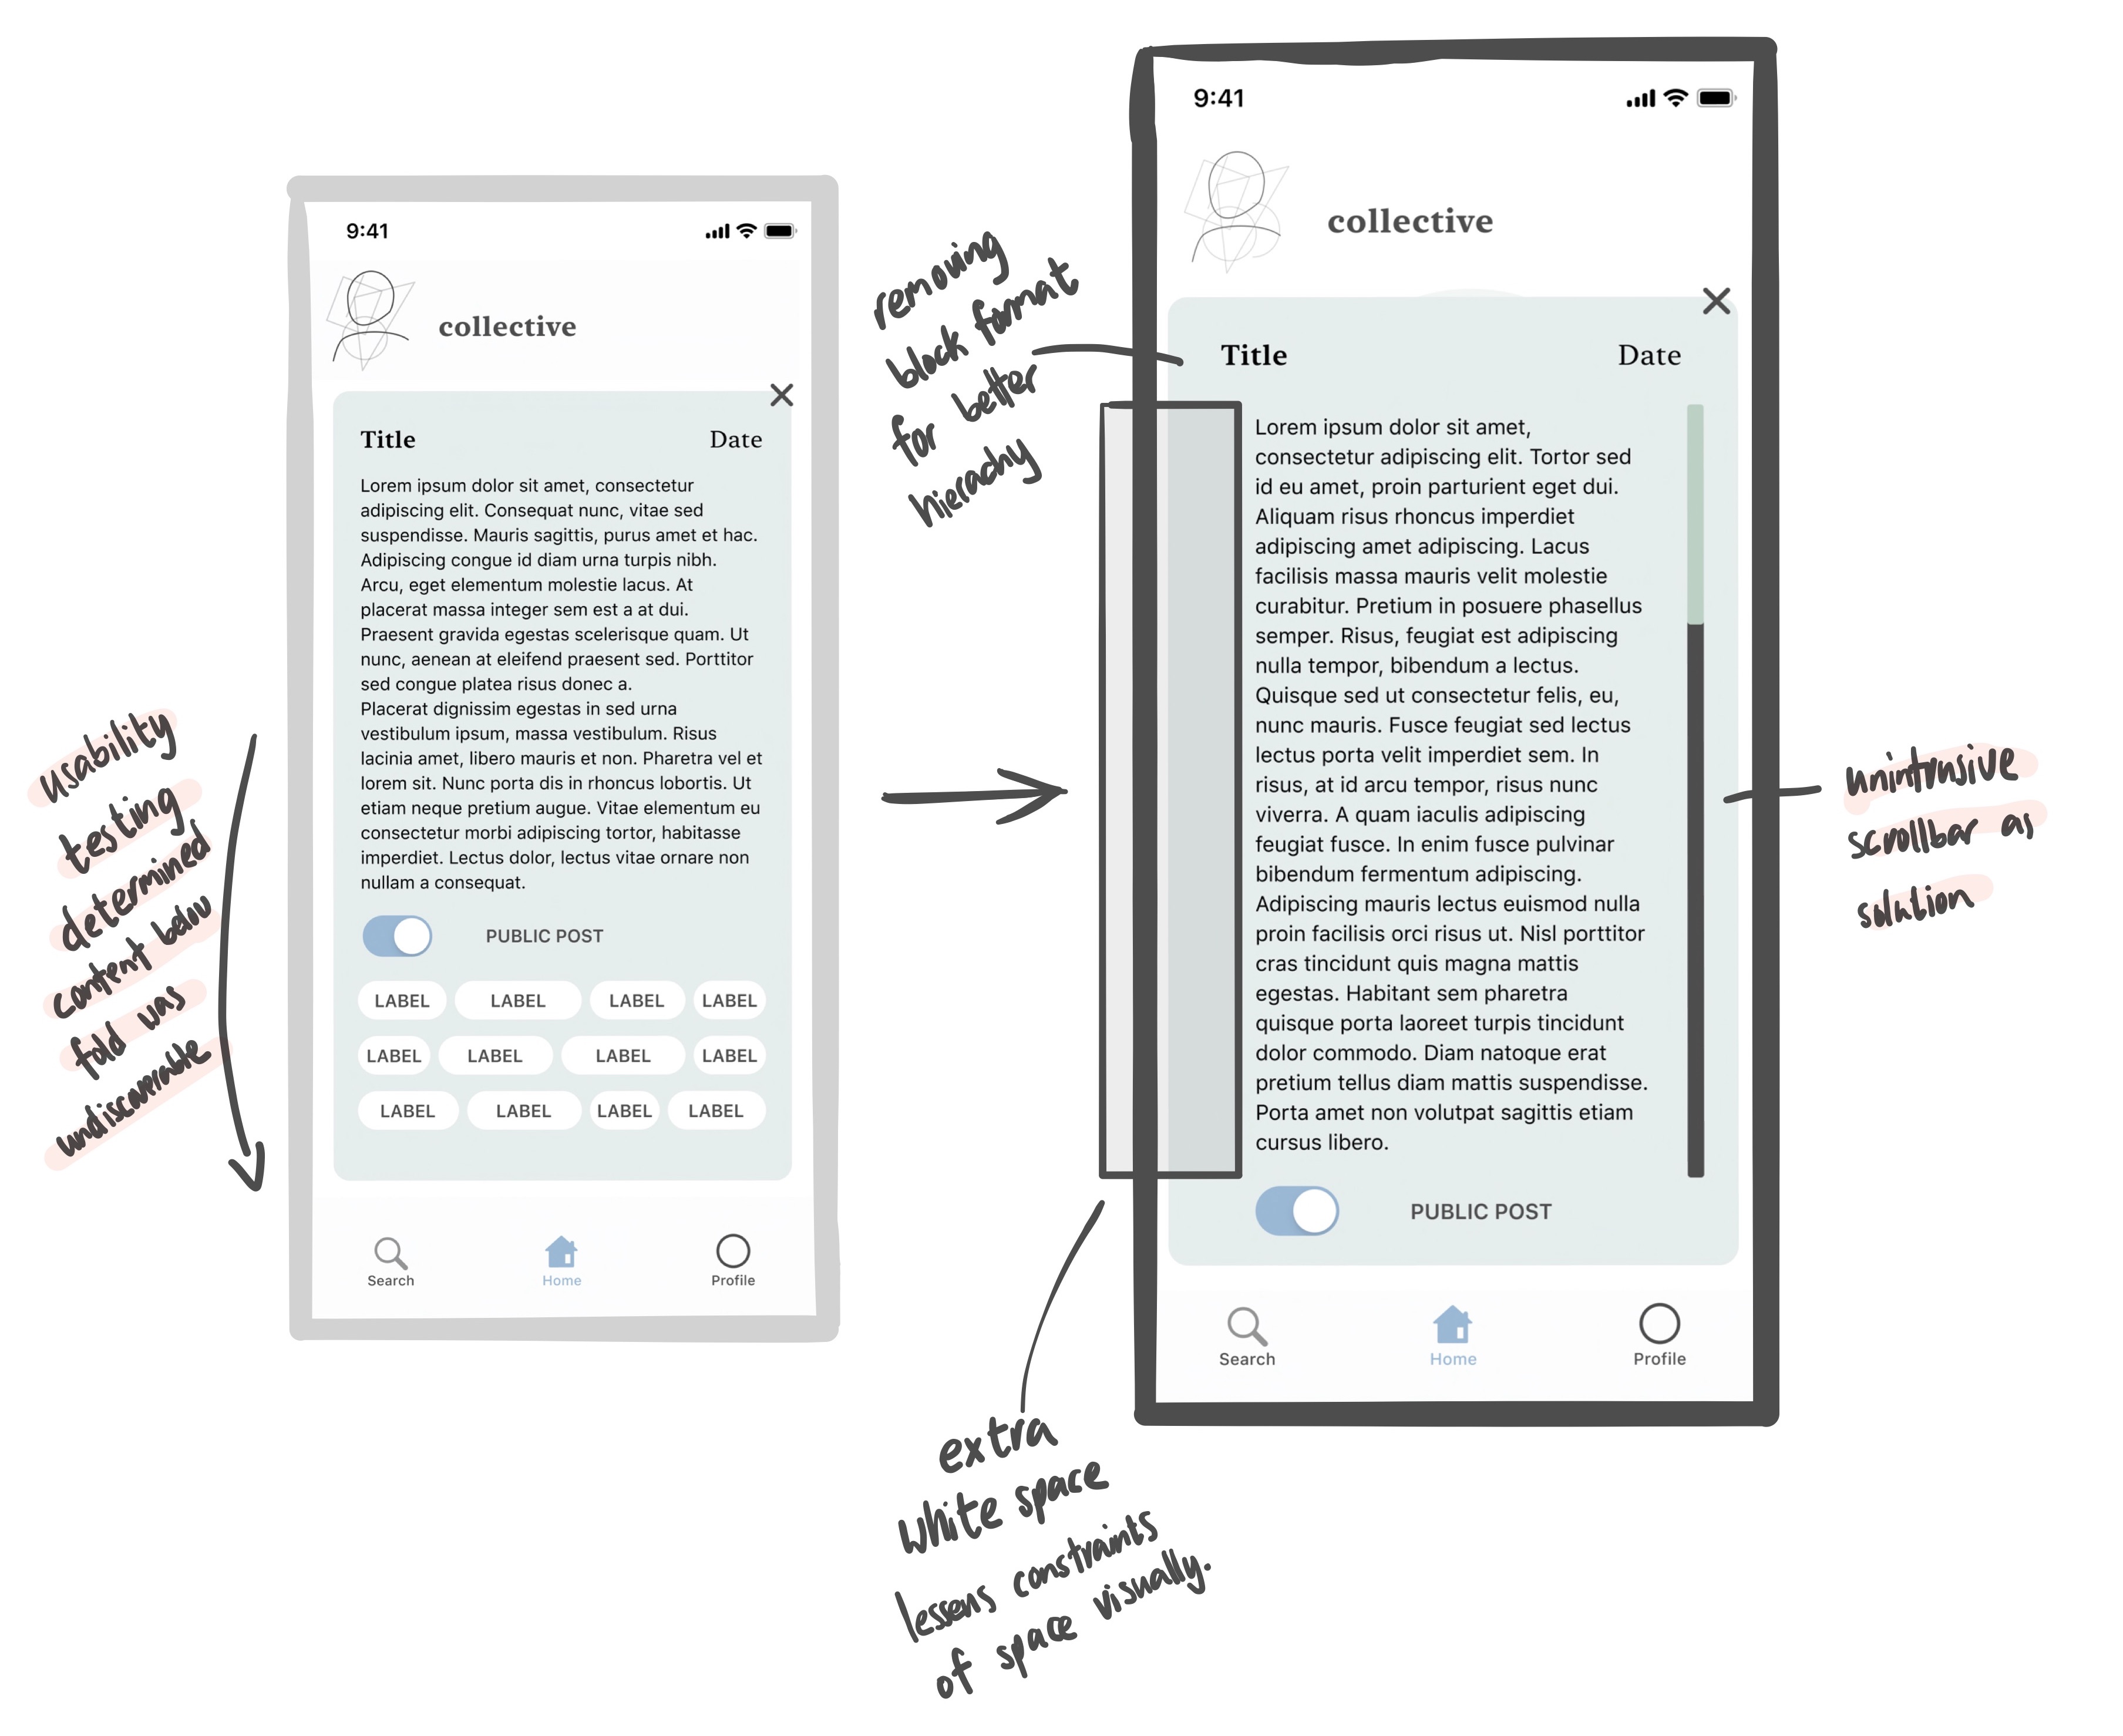 usability
testing
determined
content below
fold was
undiscoverable
9:41
collective
Title Date
Lorem ipsum dolor sit amet, consectetur
adipiscing elit. Consequat nunc, vitae sed
suspendisse. Mauris sagittis, purus amet et hac.
Adipiscing congue id diam urna turpis nibh.
Arcu, eget elementum molestie lacus. At
placerat massa integer sem est a at dui.
Praesent gravida egestas scelerisque quam. Ut
nunc, aenean at eleifend praesent sed. Porttitor
sed congue platea risus donec a.
Placerat dignissim egestas in sed urna
vestibulum ipsum, massa vestibulum. Risus
lacinia amet, libero mauris et non. Pharetra vel et
lorem sit. Nunc porta dis in rhoncus lobortis. Ut
etiam neque pretium augue. Vitae elementum eu
consectetur morbi adipiscing tortor, habitasse
imperdiet. Lectus dolor, lectus vitae ornare non
nullam a consequat.
PUBLIC POST
LABEL LABEL LABEL LABEL
LABEL LABEL LABEL LABEL
LABEL LABEL LABEL LABEL
Search Home Profile
removing
block format
for better
hierachy
extra
white space
lessens constraints
of space visually.
9:41
collective
Title Date
Lorem ipsum dolor sit amet,
consectetur adipiscing elit. Tortor sed
id eu amet, proin parturient eget dui.
Aliquam risus rhoncus imperdiet
adipiscing amet adipiscing. Lacus
facilisis massa mauris velit molestie
curabitur. Pretium in posuere phasellus
semper. Risus, feugiat est adipiscing
nulla tempor, bibendum a lectus.
Quisque sed ut consectetur felis, eu,
nunc mauris. Fusce feugiat sed lectus
lectus porta velit imperdiet sem. In
risus, at id arcu tempor, risus nunc
viverra. A quam iaculis adipiscing
feugiat fusce. In enim fusce pulvinar
bibendum fermentum adipiscing.
Adipiscing mauris lectus euismod nulla
proin facilisis orci risus ut. Nisl porttitor
cras tincidunt quis magna mattis
egestas. Habitant sem pharetra
quisque porta laoreet turpis tincidunt
dolor commodo. Diam natoque erat
pretium tellus diam mattis suspendisse.
Porta amet non volutpat sagittis etiam
cursus libero.
PUBLIC POST
Search Home Profile
unintrusive
scrollbar as
solution